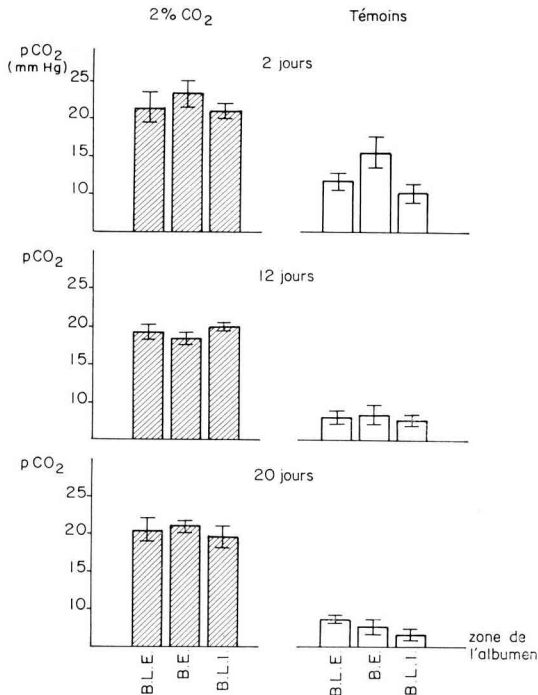 2% CO2
Témoins
pCO2
(mm Hg)
2 jours
25
20
15
10
pCO2
12 jours
25
20
15
10
pCO2
20 jours
25
20
15
10
B.L.E.
B.E.
B.L.I.
B.L.E.
B.E.
B.L.I.
zone de
l'albumen